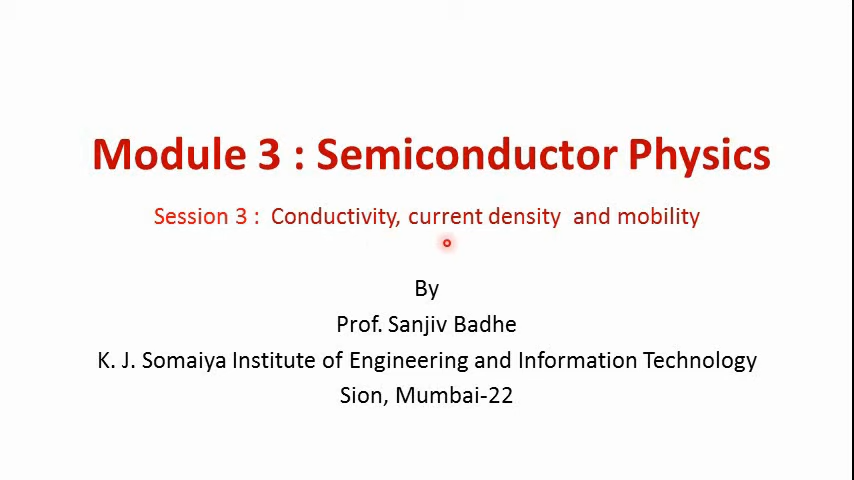 Module 3 : Semiconductor Physics
Session 3 : Conductivity, current density and mobility
By
Prof. Sanjiv Badhe
K. J. Somaiya Institute of Engineering and Information Technology
Sion, Mumbai-22